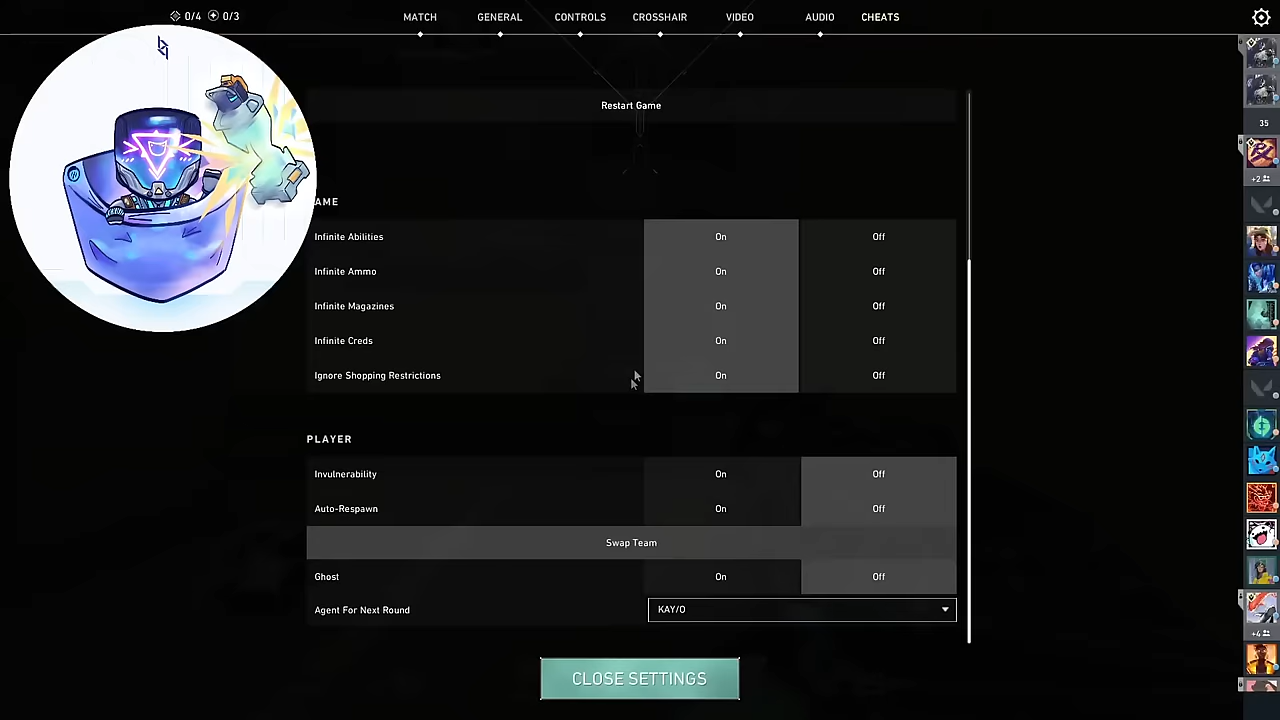 0/4 0/3
MATCH GENERAL CONTROLS CROSSHAIR VIDEO AUDIO CHEATS
Restart Game
AME
Infinite Abilities On Off
Infinite Ammo On Off
Infinite Magazines On Off
Infinite Creds On Off
Ignore Shopping Restrictions On Off
PLAYER
Invulnerability On Off
Auto-Respawn On Off
Swap Team
Ghost On Off
Agent For Next Round KAY/O
CLOSE SETTINGS
35
+2
+4